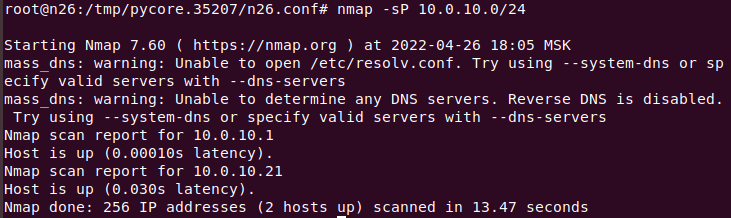 root@n26:/tmp/pycore.35207/n26.conf# nmap -sP 10.0.10.0/24
Starting Nmap 7.60 ( https://nmap.org ) at 2022-04-26 18:05 MSK
mass_dns: warning: Unable to open /etc/resolv.conf. Try using --system-dns or sp
ecify valid servers with --dns-servers
mass_dns: warning: Unable to determine any DNS servers. Reverse DNS is disabled.
 Try using --system-dns or specify valid servers with --dns-servers
Nmap scan report for 10.0.10.1
Host is up (0.00010s latency).
Nmap scan report for 10.0.10.21
Host is up (0.030s latency).
Nmap done: 256 IP addresses (2 hosts up) scanned in 13.47 seconds